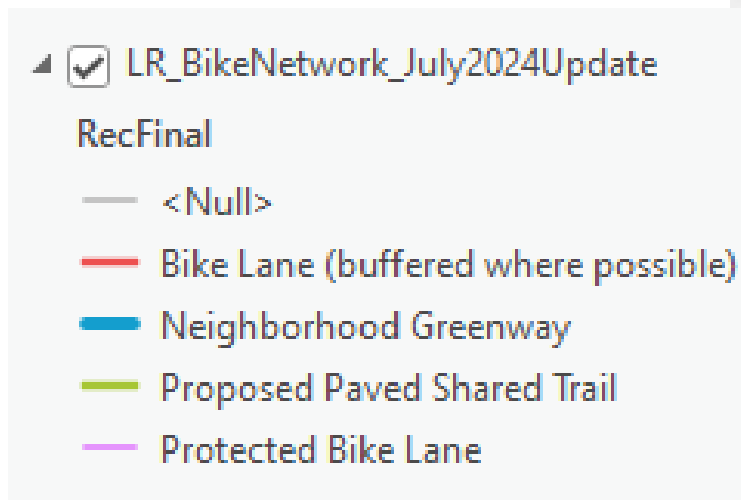 LR_BikeNetwork_July2024Update
RecFinal
<Null>
Bike Lane (buffered where possible)
Neighborhood Greenway
Proposed Paved Shared Trail
Protected Bike Lane